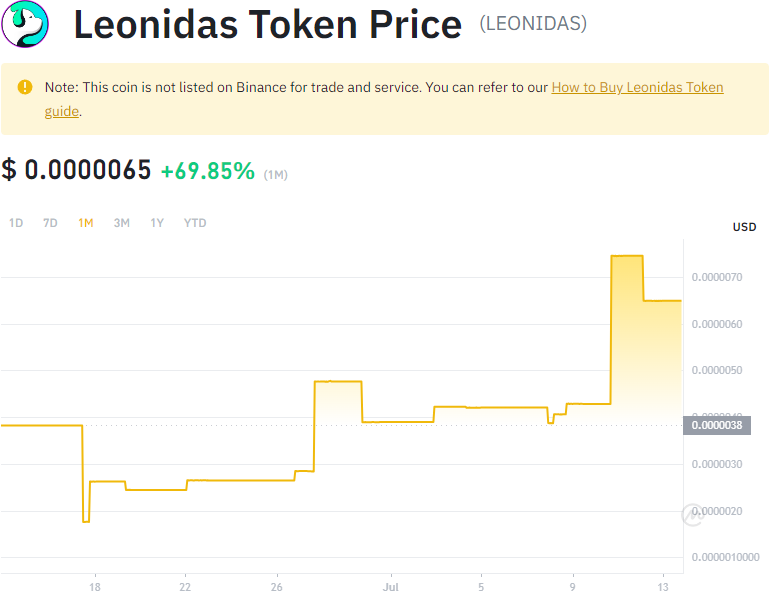 Leonidas Token Price (LEONIDAS)
Note: This coin is not listed on Binance for trade and service. You can refer to our How to Buy Leonidas Token
guide.
$ 0.0000065 +69.85% (1M)
1D 7D 1M 3M 1Y YTD
USD
0.0000070
0.0000060
0.0000050
0.0000038
0.0000030
0.0000020
0.0000010000
18 22 26 Jul 5 9 13